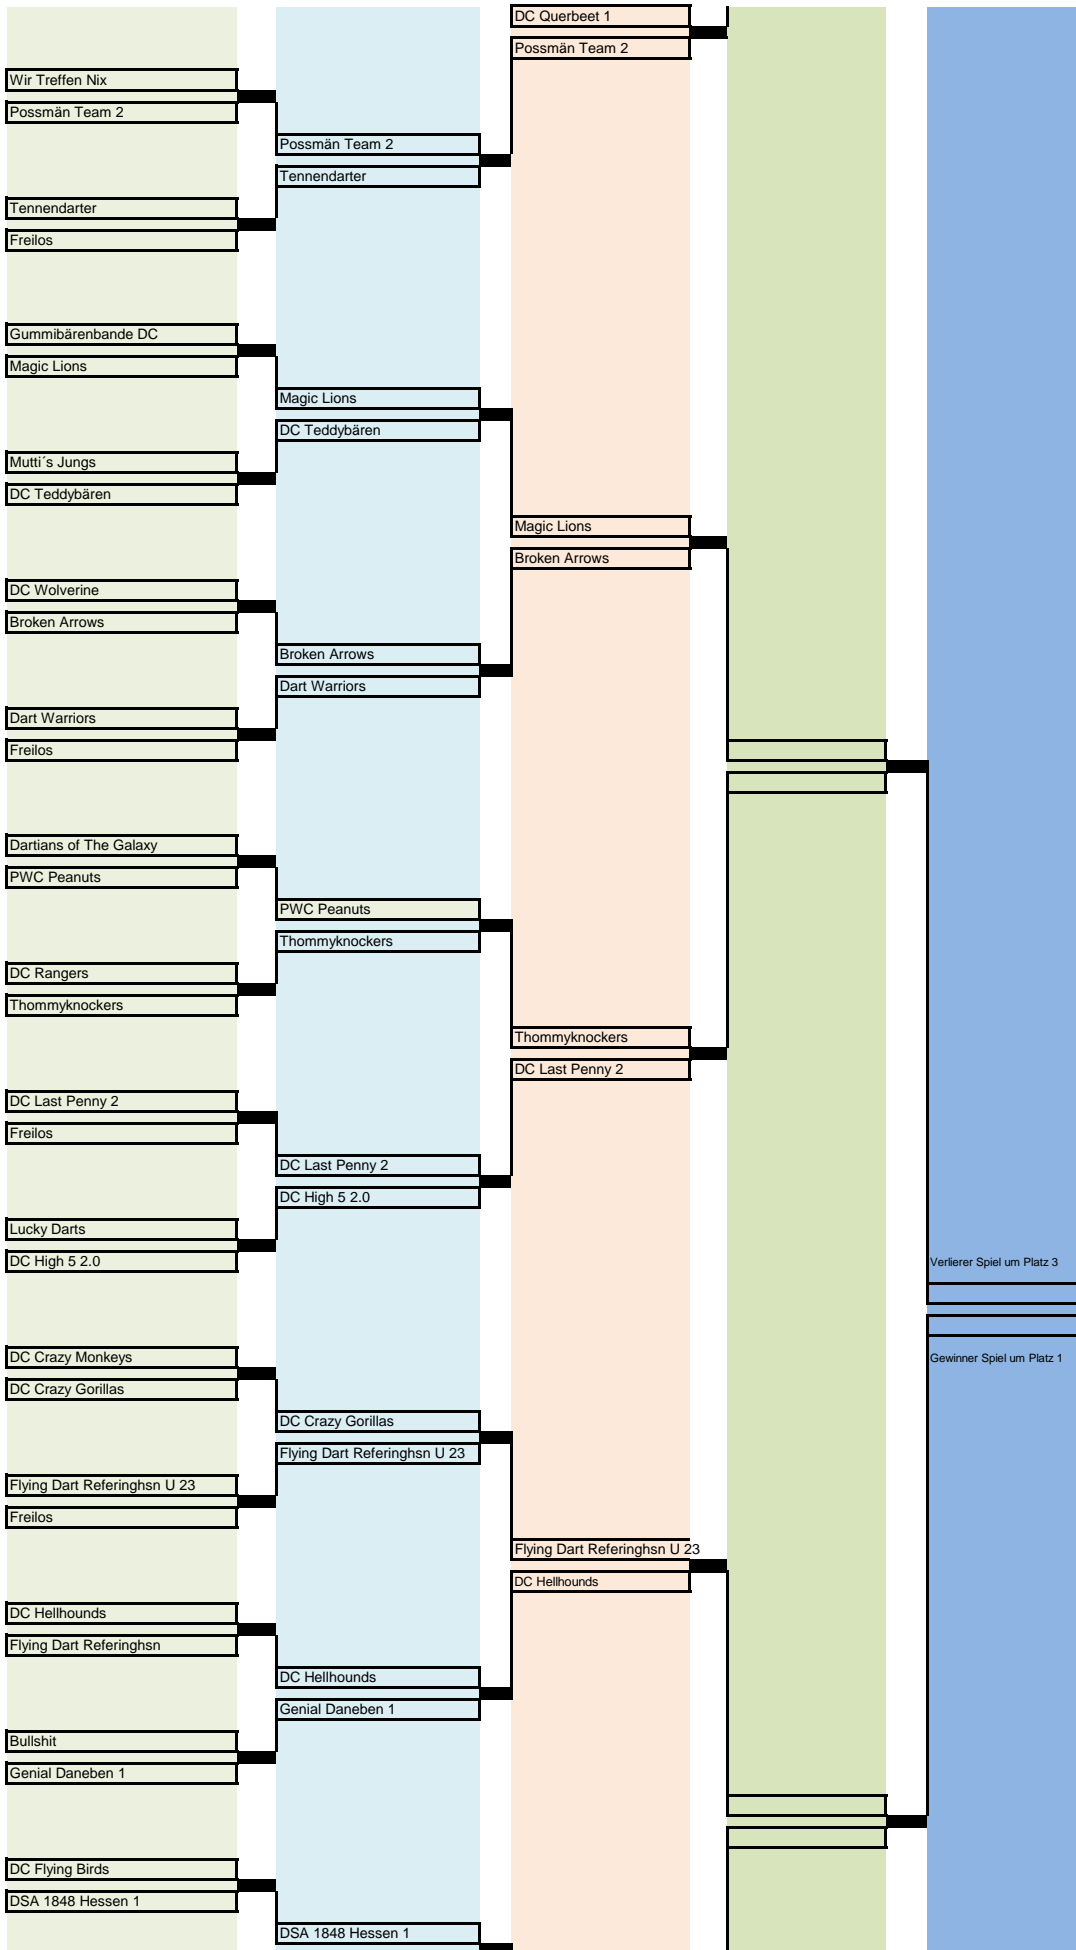 DC Querbeet 1
Possmän Team 2
Wir Treffen Nix
Possmän Team 2
Possmän Team 2
Tennendarter
Tennendarter
Freilos
Gummibärenbande DC
Magic Lions
Magic Lions
DC Teddybären
Mutti´s Jungs
DC Teddybären
Magic Lions
Broken Arrows
DC Wolverine
Broken Arrows
Broken Arrows
Dart Warriors
Dart Warriors
Freilos
Dartians of The Galaxy
PWC Peanuts
PWC Peanuts
Thommyknockers
DC Rangers
Thommyknockers
Thommyknockers
DC Last Penny 2
DC Last Penny 2
Freilos
DC Last Penny 2
DC High 5 2.0
Lucky Darts
DC High 5 2.0
Verlierer Spiel um Platz 3
Gewinner Spiel um Platz 1
DC Crazy Monkeys
DC Crazy Gorillas
DC Crazy Gorillas
Flying Dart Referinghsn U 23
Flying Dart Referinghsn U 23
Freilos
Flying Dart Referinghsn U 23
DC Hellhounds
DC Hellhounds
Flying Dart Referinghsn
DC Hellhounds
Genial Daneben 1
Bullshit
Genial Daneben 1
DC Flying Birds
DSA 1848 Hessen 1
DSA 1848 Hessen 1